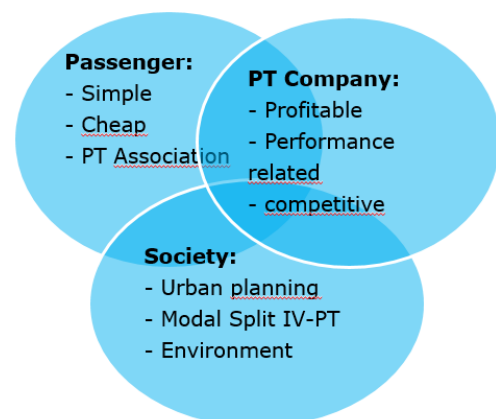 Passenger:
- Simple
- Cheap
- PT Association
PT Company:
- Profitable
- Performance
related
- competitive
Society:
- Urban planning
- Modal Split IV-PT
- Environment